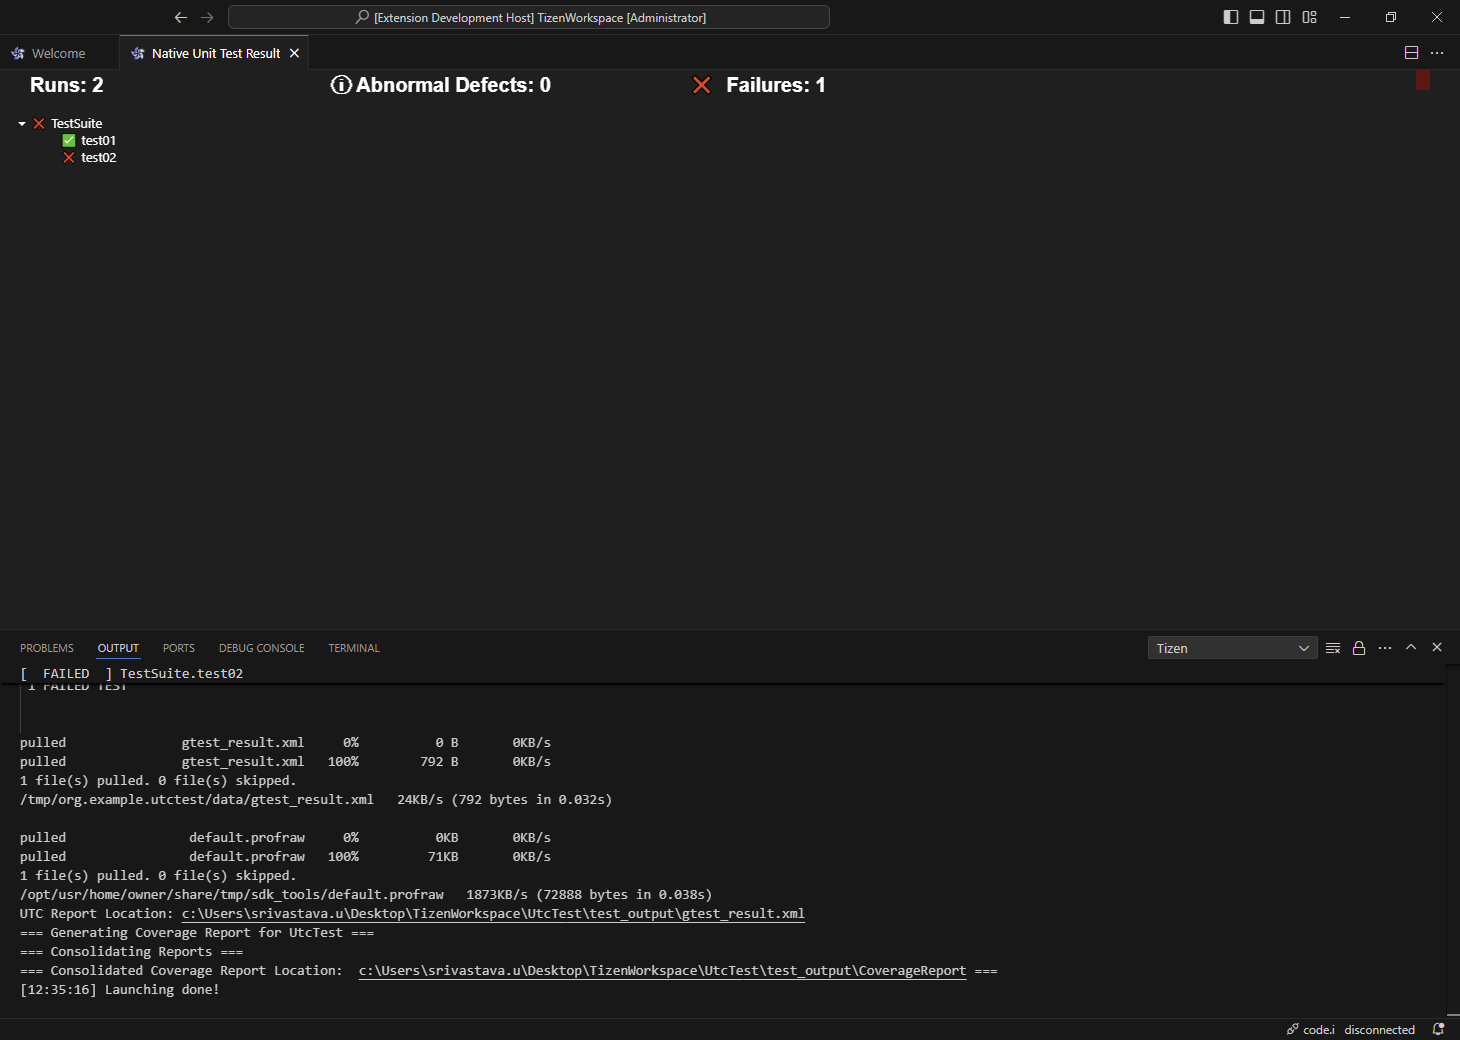 [Extension Development Host] TizenWorkspace [Administrator]
Welcome
Native Unit Test Result
Runs: 2 Abnormal Defects: 0 Failures: 1
TestSuite
test01
test02
PROBLEMS OUTPUT PORTS DEBUG CONSOLE TERMINAL Tizen
[  FAILED  ] TestSuite.test02
1 FAILED TEST
pulled               gtest_result.xml     0%          0 B       0KB/s
pulled               gtest_result.xml   100%        792 B       0KB/s
1 file(s) pulled. 0 file(s) skipped.
/tmp/org.example.utctest/data/gtest_result.xml   24KB/s (792 bytes in 0.032s)
pulled                default.profraw     0%          0KB       0KB/s
pulled                default.profraw   100%         71KB       0KB/s
1 file(s) pulled. 0 file(s) skipped.
/opt/usr/home/owner/share/tmp/sdk_tools/default.profraw   1873KB/s (72888 bytes in 0.038s)
UTC Report Location: c:\Users\srivastava.u\Desktop\TizenWorkspace\UtcTest\test_output\gtest_result.xml
=== Generating Coverage Report for UtcTest ===
=== Consolidating Reports ===
=== Consolidated Coverage Report Location:  c:\Users\srivastava.u\Desktop\TizenWorkspace\UtcTest\test_output\CoverageReport ===
[12:35:16] Launching done!
code.i disconnected